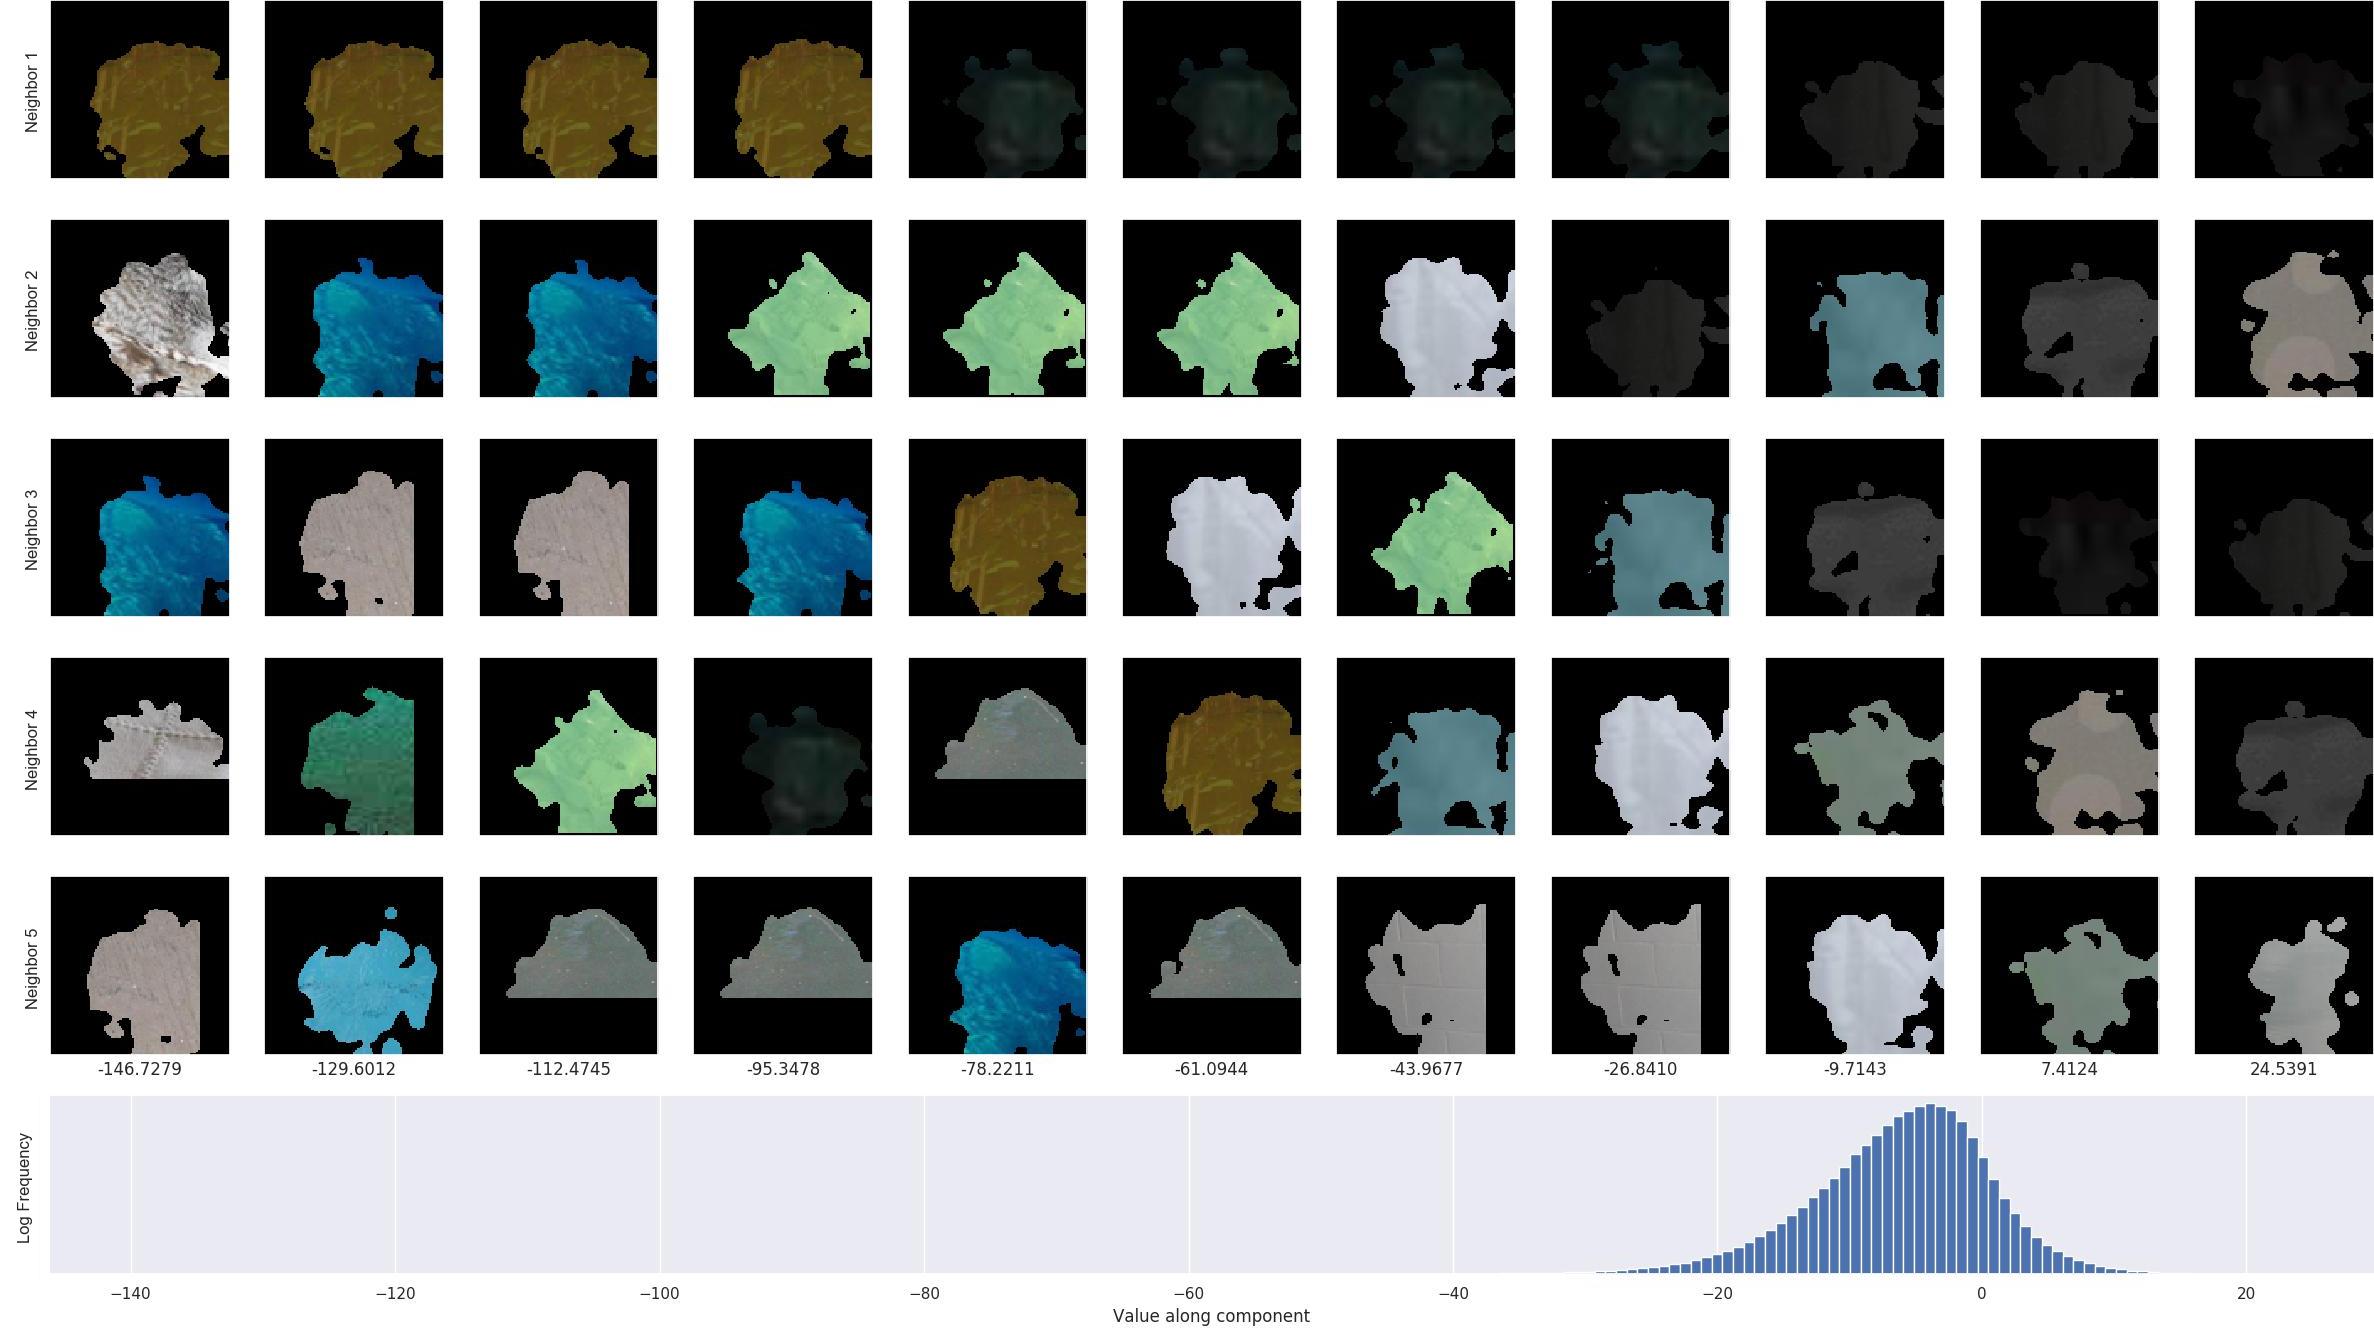 Neighbor 1
Neighbor 2
Neighbor 3
Neighbor 4
Neighbor 5
-146.7279 -129.6012 -112.4745 -95.3478 -78.2211 -61.0944 -43.9677 -26.8410 -9.7143 7.4124 24.5391
Log Frequency
−140 −120 −100 −80 −60 −40 −20 0 20
Value along component